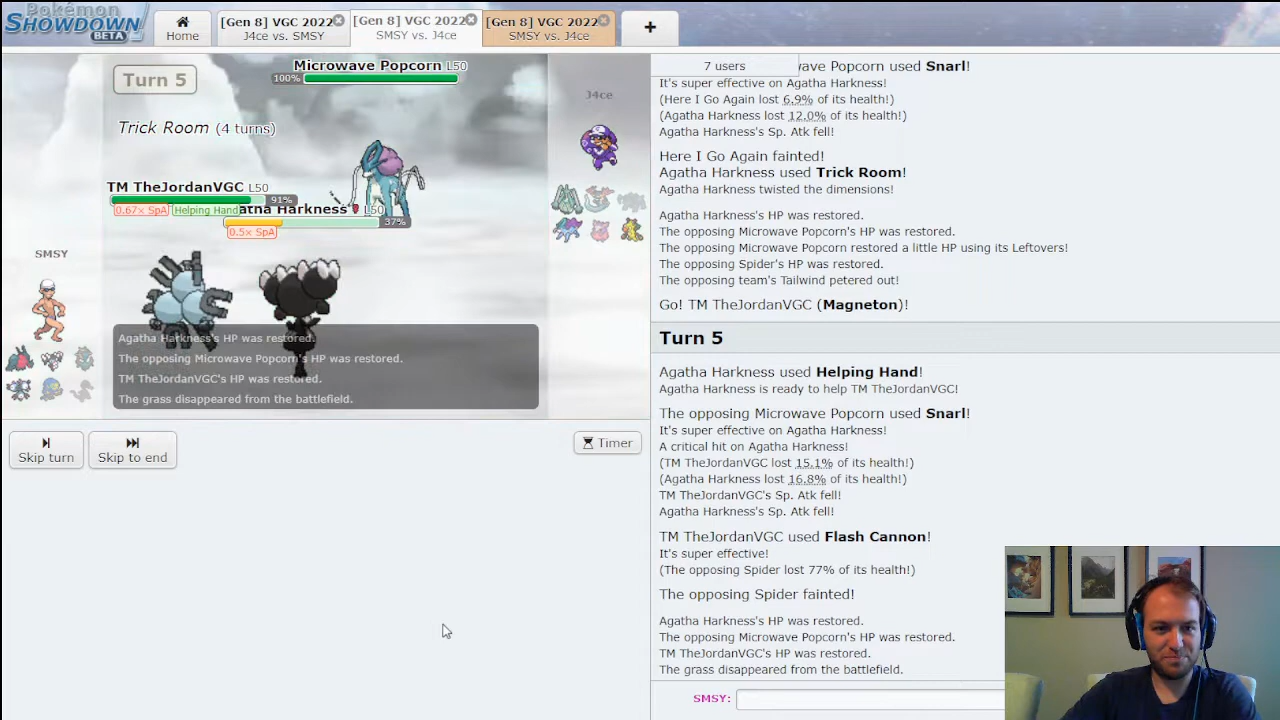 Pokémon
SHOWDOWN
BETA
Home
[Gen 8] VGC 2022
J4ce vs. SMSY
[Gen 8] VGC 2022
SMSY vs. J4ce
[Gen 8] VGC 2022
SMSY vs. J4ce
+
Turn 5
Microwave Popcorn L50
100%
Trick Room (4 turns)
TM TheJordanVGC L50
91%
0.67× SpA Helping Hand
atha Harkness L50
37%
0.5× SpA
SMSY
J4ce
Agatha Harkness's HP was restored.
The opposing Microwave Popcorn's HP was restored.
TM TheJordanVGC's HP was restored.
The grass disappeared from the battlefield.
Skip turn
Skip to end
Timer
7 users
wave Popcorn used Snarl!
It's super effective on Agatha Harkness!
(Here I Go Again lost 6.9% of its health!)
(Agatha Harkness lost 12.0% of its health!)
Agatha Harkness's Sp. Atk fell!
Here I Go Again fainted!
Agatha Harkness used Trick Room!
Agatha Harkness twisted the dimensions!
Agatha Harkness's HP was restored.
The opposing Microwave Popcorn's HP was restored.
The opposing Microwave Popcorn restored a little HP using its Leftovers!
The opposing Spider's HP was restored.
The opposing team's Tailwind petered out!
Go! TM TheJordanVGC (Magneton)!
Turn 5
Agatha Harkness used Helping Hand!
Agatha Harkness is ready to help TM TheJordanVGC!
The opposing Microwave Popcorn used Snarl!
It's super effective on Agatha Harkness!
A critical hit on Agatha Harkness!
(TM TheJordanVGC lost 15.1% of its health!)
(Agatha Harkness lost 16.8% of its health!)
TM TheJordanVGC's Sp. Atk fell!
Agatha Harkness's Sp. Atk fell!
TM TheJordanVGC used Flash Cannon!
It's super effective!
(The opposing Spider lost 77% of its health!)
The opposing Spider fainted!
Agatha Harkness's HP was restored.
The opposing Microwave Popcorn's HP was restored.
TM TheJordanVGC's HP was restored.
The grass disappeared from the battlefield.
SMSY: